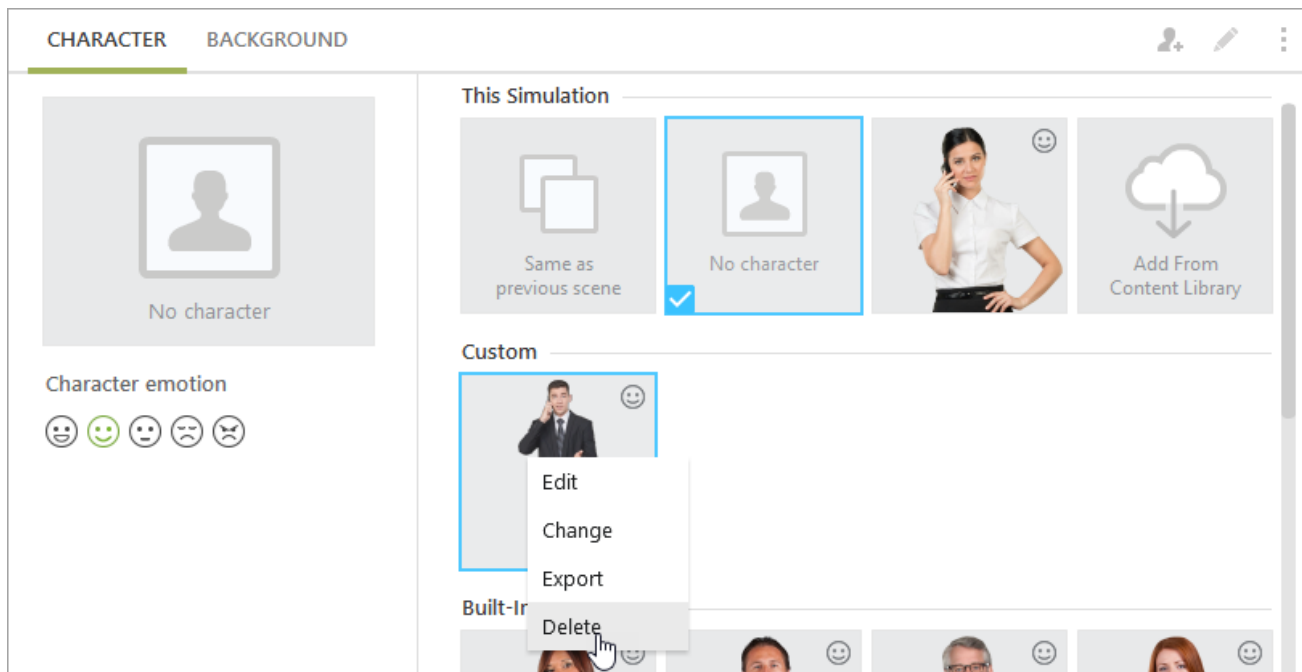 CHARACTER BACKGROUND
This Simulation
Same as
previous scene
No character
Add From
Content Library
No character
Custom
Character emotion
Edit
Change
Export
Delete